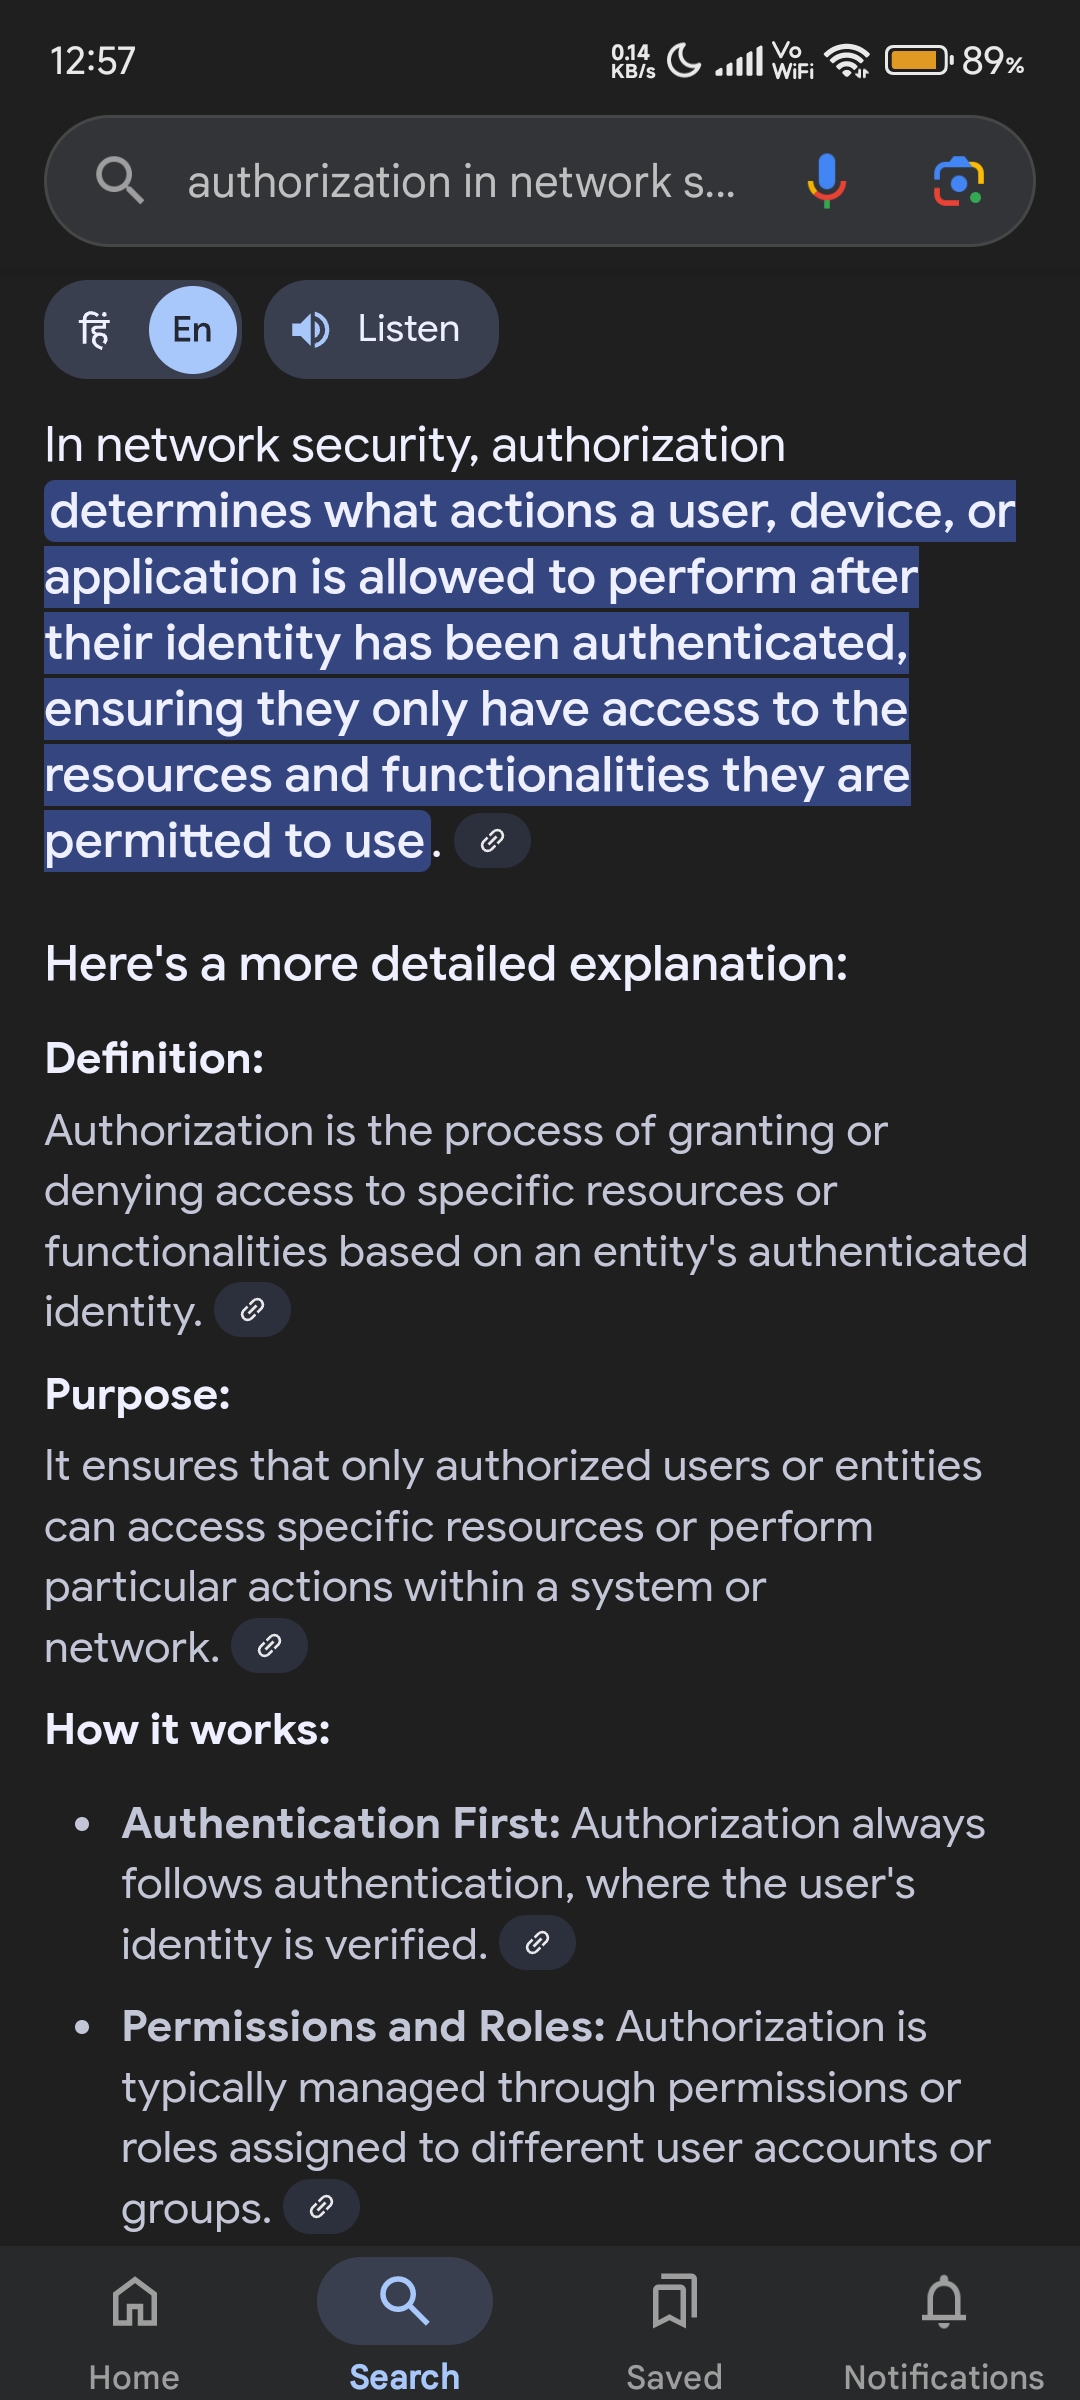 12:57
0.14 KB/s Vo WiFi 89%
authorization in network s...
हिं En Listen
In network security, authorization
determines what actions a user, device, or
application is allowed to perform after
their identity has been authenticated,
ensuring they only have access to the
resources and functionalities they are
permitted to use.
Here's a more detailed explanation:
Definition:
Authorization is the process of granting or
denying access to specific resources or
functionalities based on an entity's authenticated
identity.
Purpose:
It ensures that only authorized users or entities
can access specific resources or perform
particular actions within a system or
network.
How it works:
• Authentication First: Authorization always
follows authentication, where the user's
identity is verified.
• Permissions and Roles: Authorization is
typically managed through permissions or
roles assigned to different user accounts or
groups.
Home Search Saved Notifications